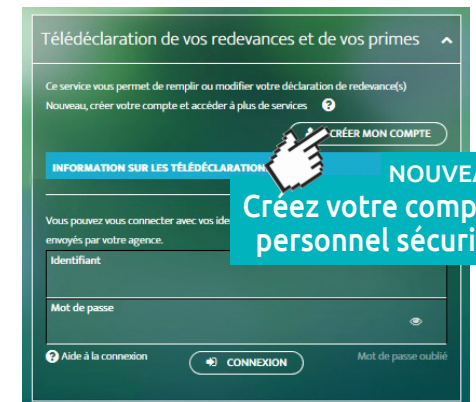 Télédéclaration de vos redevances et de vos primes
Ce service vous permet de remplir ou modifier votre déclaration de redevance(s)
Nouveau, créer votre compte et accéder à plus de services ?
CRÉER MON COMPTE
INFORMATION SUR LES TÉLÉDÉCLARATION
NOUVEA
Créez votre comp
personnel sécuri
Vous pouvez vous connecter avec vos ide
envoyés par votre agence.
Identifiant
Mot de passe
? Aide à la connexion
CONNEXION
Mot de passe oublié